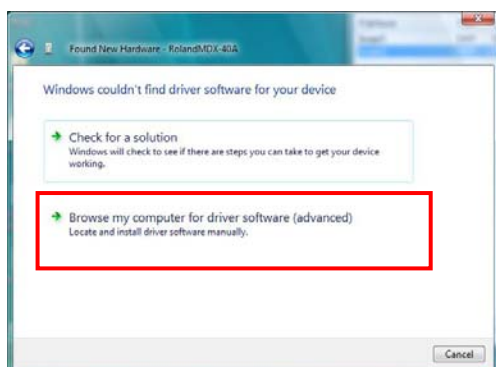 Found New Hardware - RolandMDX-40A
Windows couldn't find driver software for your device
Check for a solution
Windows will check to see if there are steps you can take to get your device
working.
Browse my computer for driver software (advanced)
Locate and install driver software manually.
Cancel